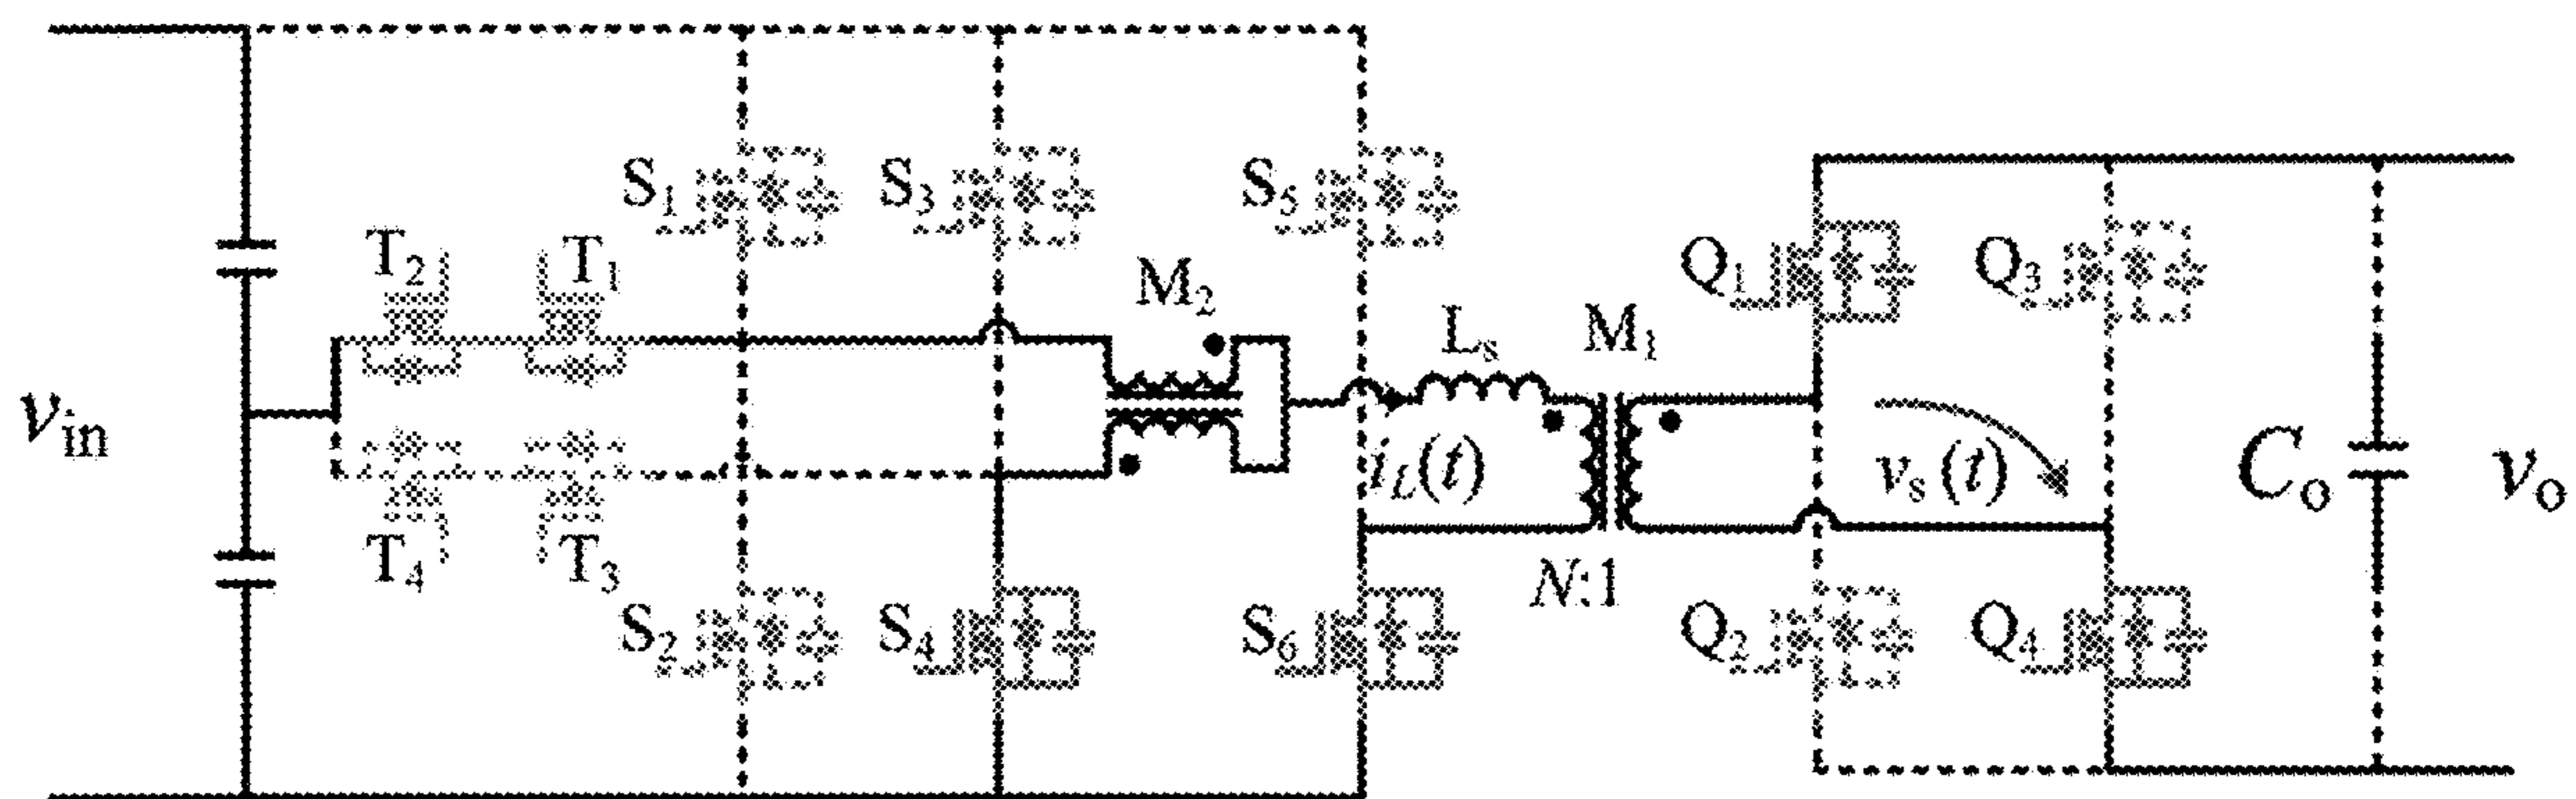 S₁
S₃
S₅
T₂
T₁
M₂
Q₁
Q₃
Lₛ
M₁
vᵢₙ
i_L(t)
vₛ(t)
Cₒ
vₒ
T₄
T₃
N:1
S₂
S₄
S₆
Q₂
Q₄